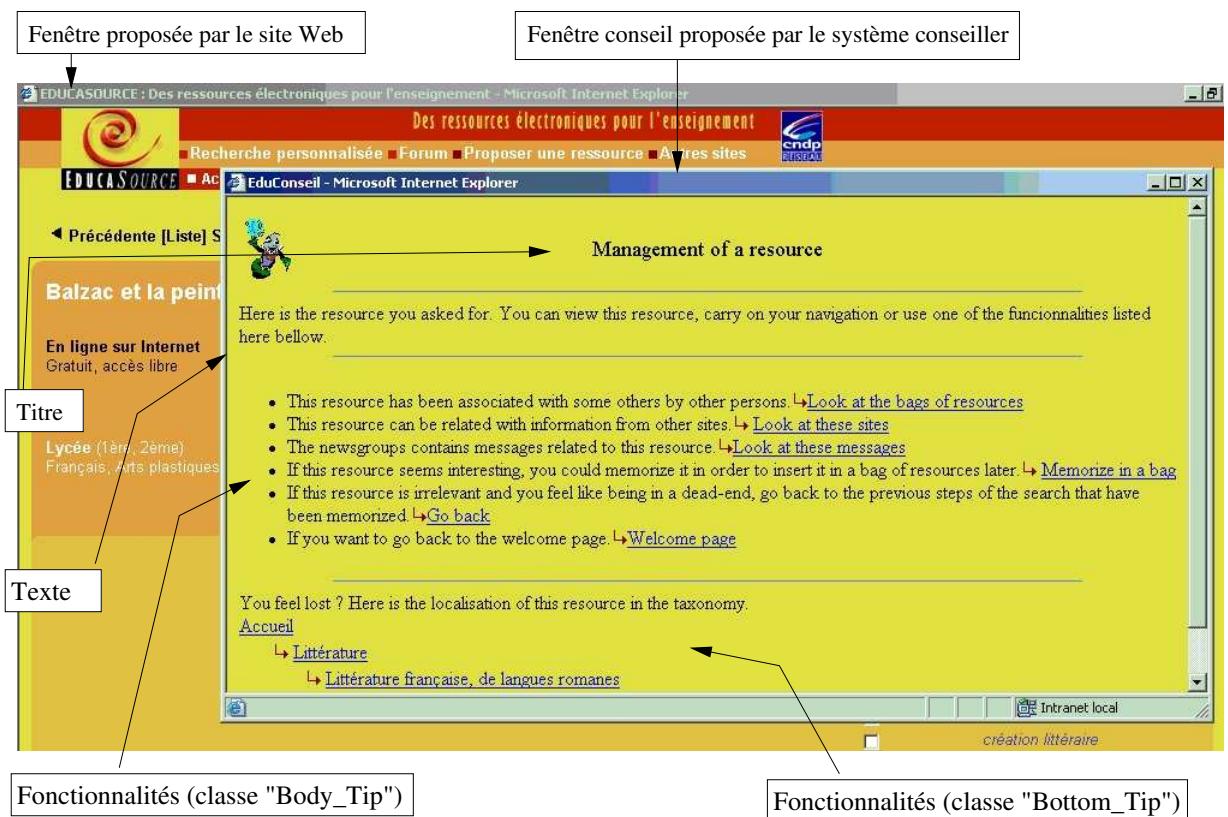 Fenêtre proposée par le site Web
Fenêtre conseil proposée par le système conseiller
EDUCASOURCE : Des ressources électroniques pour l'enseignement - Microsoft Internet Explorer
Des ressources électroniques pour l'enseignement
cndp
RESEAU
Recherche personnalisée Forum Proposer une ressource Autres sites
EDUCASOURCE
Ac
EduConseil - Microsoft Internet Explorer
Précédente [Liste] S
Management of a resource
Balzac et la peint
Here is the resource you asked for. You can view this resource, carry on your navigation or use one of the funcionnalities listed
here bellow.
En ligne sur Internet
Gratuit, accès libre
Titre
This resource has been associated with some others by other persons. Look at the bags of resources
This resource can be related with information from other sites. Look at these sites
The newsgroups contains messages related to this resource. Look at these messages
If this resource seems interesting, you could memorize it in order to insert it in a bag of resources later. Memorize in a bag
If this resource is irrelevant and you feel like being in a dead-end, go back to the previous steps of the search that have
been memorized. Go back
If you want to go back to the welcome page. Welcome page
Lycée (1ère, 2ème)
Français, Arts plastiques
Texte
You feel lost ? Here is the localisation of this resource in the taxonomy.
Accueil
Littérature
Littérature française, de langues romanes
Intranet local
création littéraire
Fonctionnalités (classe "Body_Tip")
Fonctionnalités (classe "Bottom_Tip")